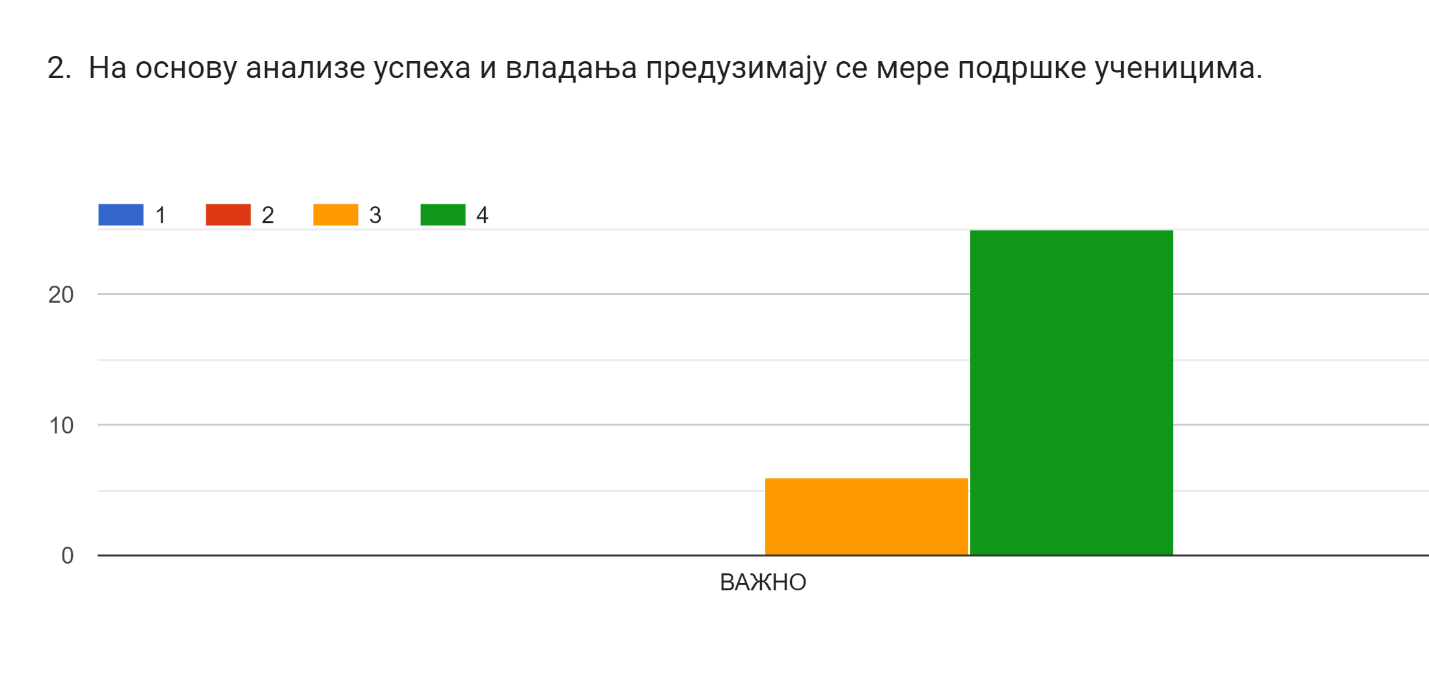 2. На основу анализе успеха и владања предузимају се мере подршке ученицима.
1 2 3 4
20
10
0
ВАЖНО